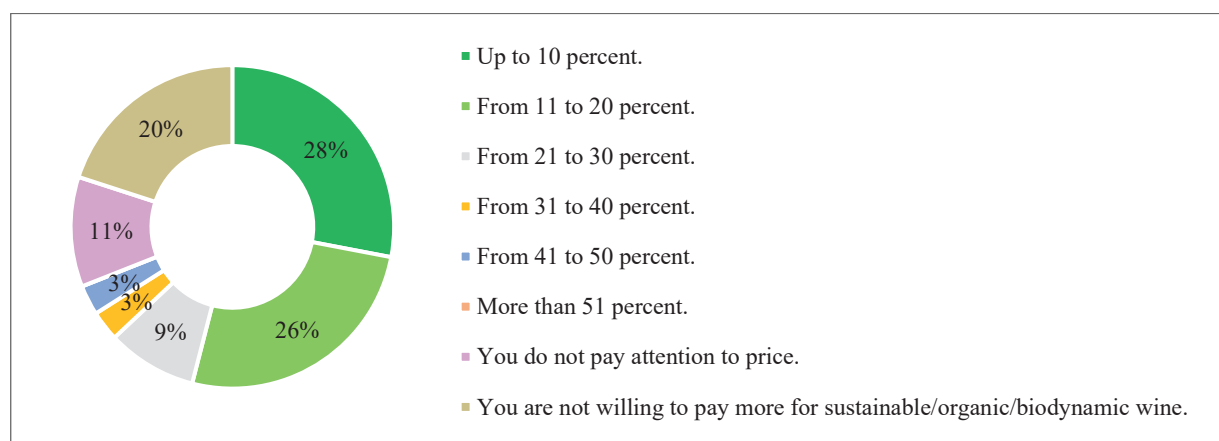 Up to 10 percent.
From 11 to 20 percent.
From 21 to 30 percent.
From 31 to 40 percent.
From 41 to 50 percent.
More than 51 percent.
You do not pay attention to price.
You are not willing to pay more for sustainable/organic/biodynamic wine.
28%
26%
9%
3%
3%
11%
20%